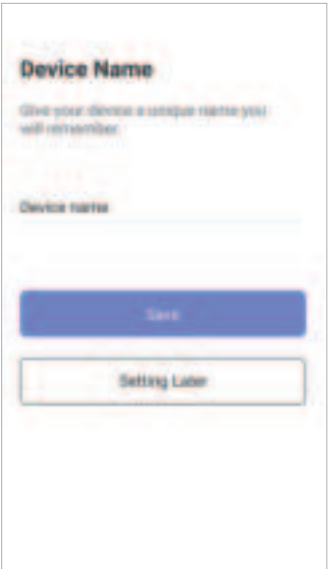 Device Name
Give your device a unique name you
will remember.
Device name
Save
Setting Later